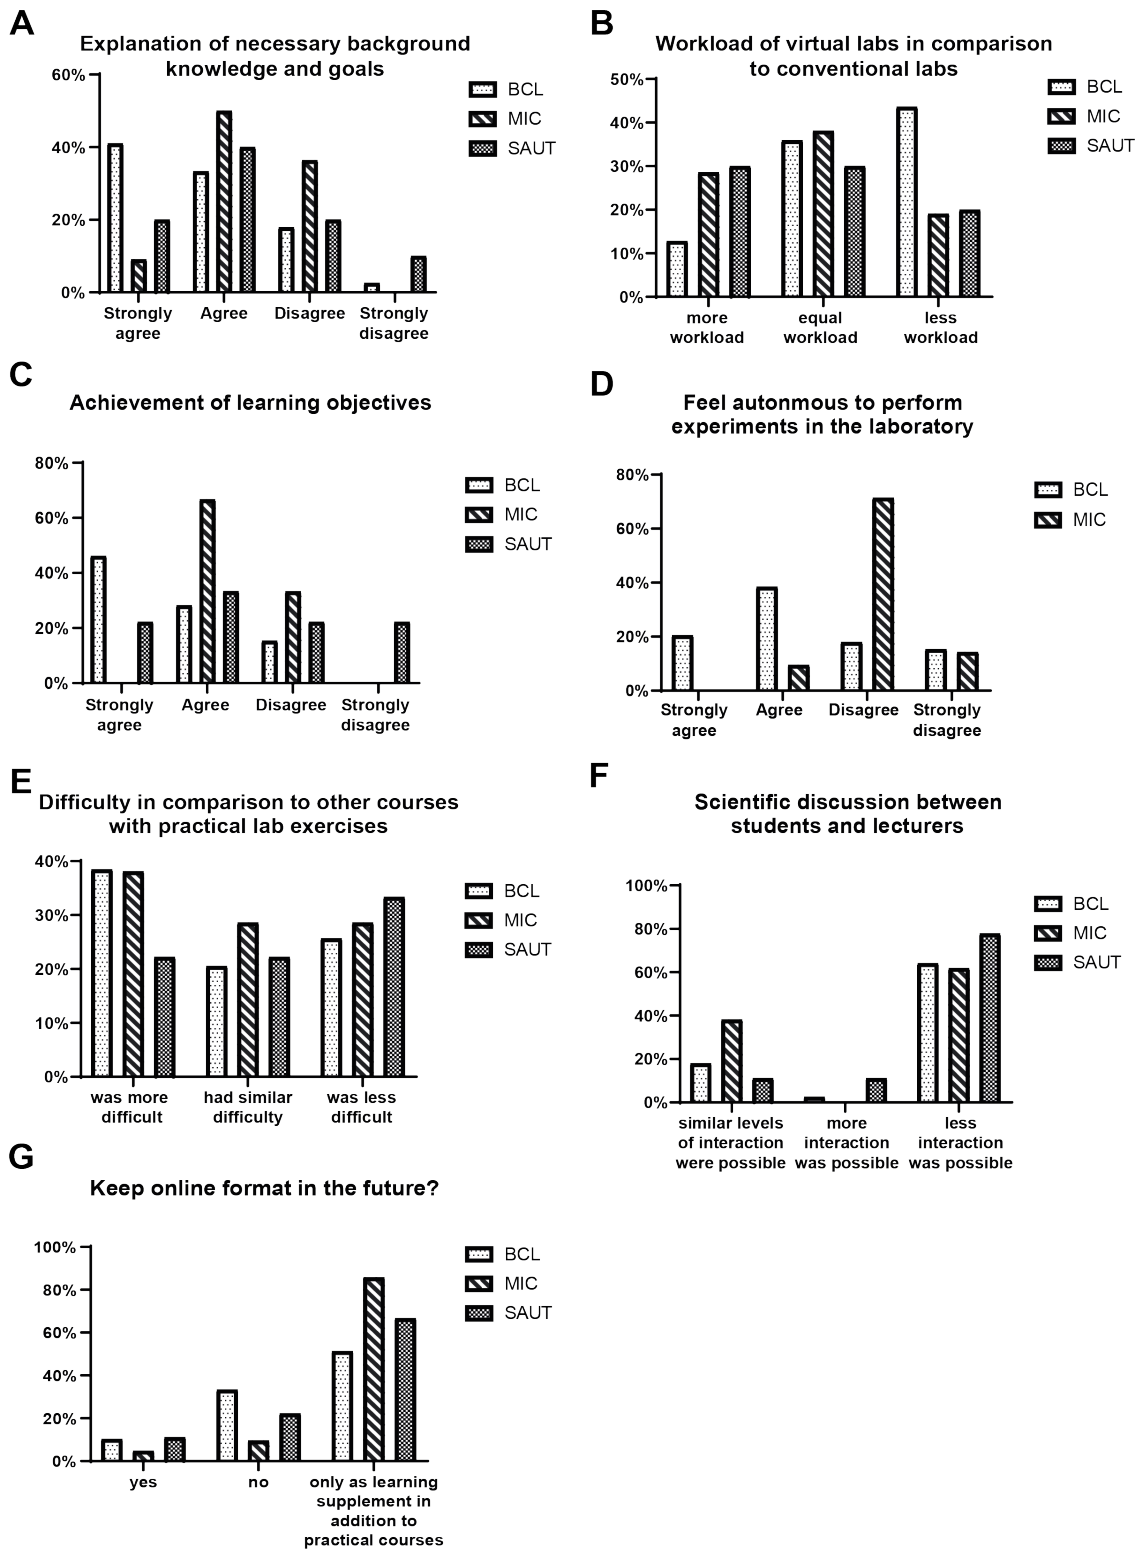 A
Explanation of necessary background
knowledge and goals
60%
40%
20%
0%
Strongly
agree
Agree
Disagree
Strongly
disagree
BCL
MIC
SAUT
B
Workload of virtual labs in comparison
to conventional labs
50%
40%
30%
20%
10%
0%
more
workload
equal
workload
less
workload
BCL
MIC
SAUT
C
Achievement of learning objectives
80%
60%
40%
20%
0%
Strongly
agree
Agree
Disagree
Strongly
disagree
BCL
MIC
SAUT
D
Feel autonmous to perform
experiments in the laboratory
80%
60%
40%
20%
0%
Strongly
agree
Agree
Disagree
Strongly
disagree
BCL
MIC
E
Difficulty in comparison to other courses
with practical lab exercises
40%
30%
20%
10%
0%
was more
difficult
had similar
difficulty
was less
difficult
BCL
MIC
SAUT
F
Scientific discussion between
students and lecturers
100%
80%
60%
40%
20%
0%
similar levels
of interaction
were possible
more
interaction
was possible
less
interaction
was possible
BCL
MIC
SAUT
G
Keep online format in the future?
100%
80%
60%
40%
20%
0%
yes
no
only as learning
supplement in
addition to
practical courses
BCL
MIC
SAUT